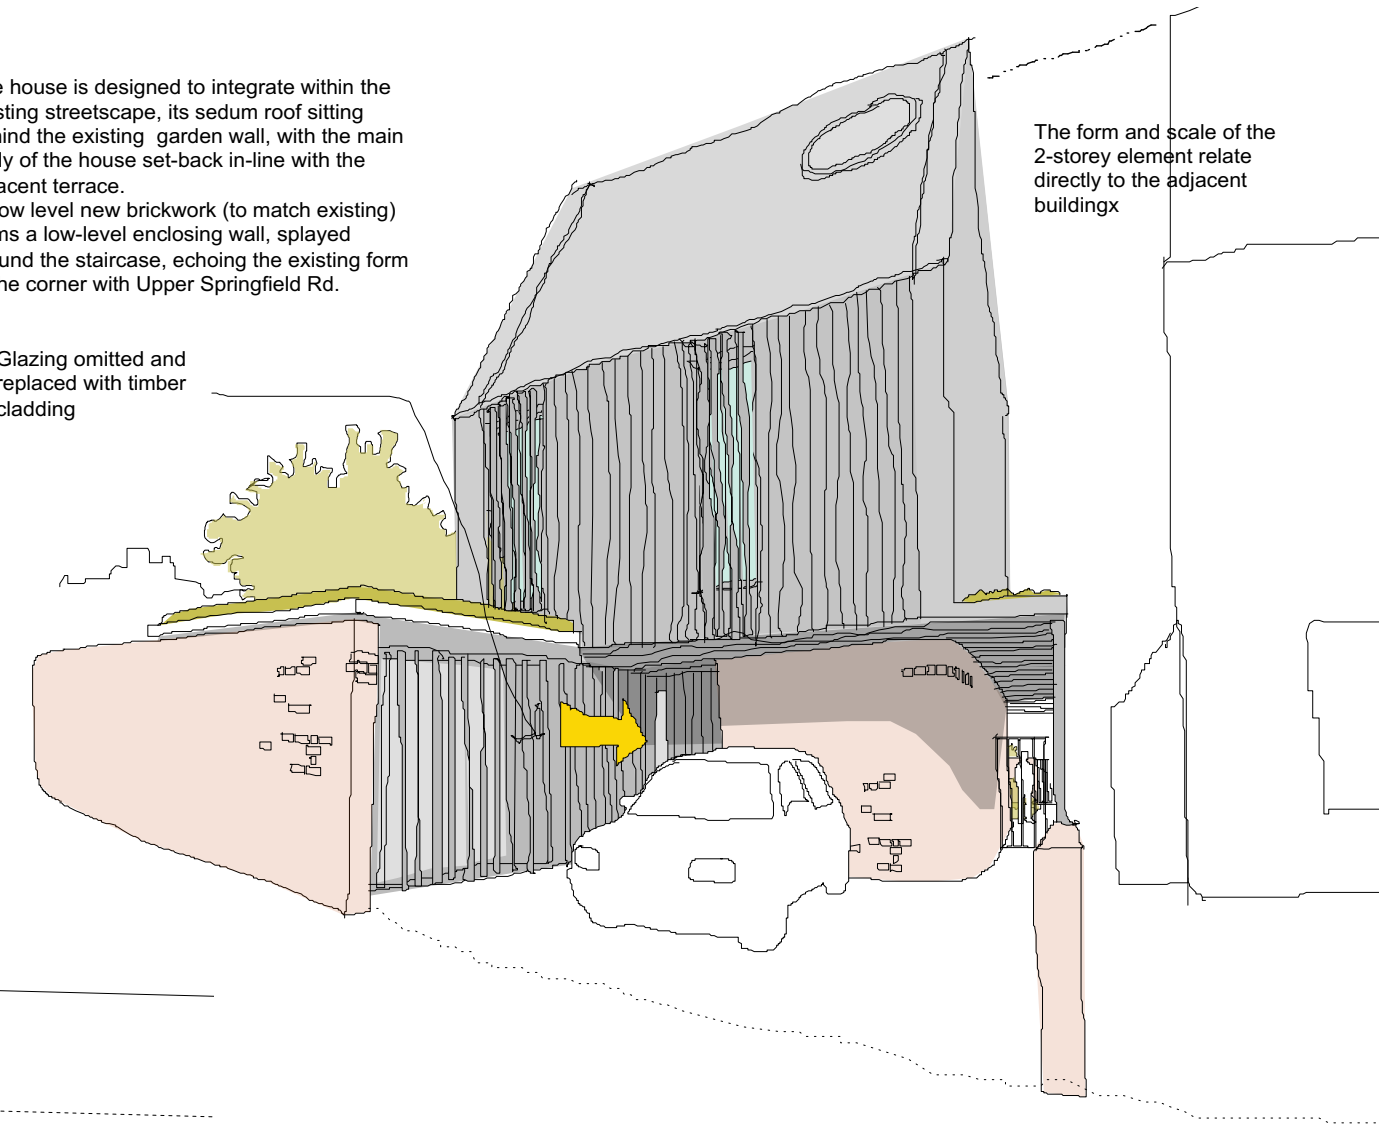 e house is designed to integrate within the
sting streetscape, its sedum roof sitting
hind the existing  garden wall, with the main
dy of the house set-back in-line with the
acent terrace.
low level new brickwork (to match existing)
ms a low-level enclosing wall, splayed
und the staircase, echoing the existing form
he corner with Upper Springfield Rd.
Glazing omitted and
replaced with timber
cladding
The form and scale of the
2-storey element relate
directly to the adjacent
buildingx